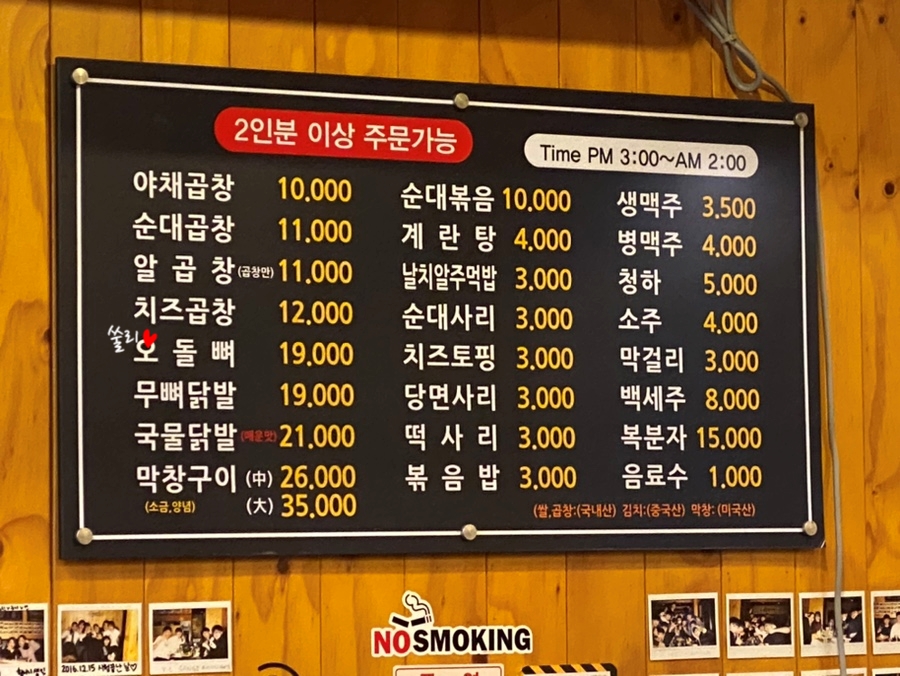 2인분 이상 주문가능
Time PM 3:00~AM 2:00
야채곱창 10,000
순대곱창 11,000
알 곱 창 (곱창만) 11,000
치즈곱창 12,000
쏠리♥
오 돌 뼈 19,000
무뼈닭발 19,000
국물닭발 (매운맛) 21,000
막창구이 (中) 26,000
(소금,양념) (大) 35,000
순대볶음 10,000
계 란 탕 4,000
날치알주먹밥 3,000
순대사리 3,000
치즈토핑 3,000
당면사리 3,000
떡 사 리 3,000
볶 음 밥 3,000
생맥주 3,500
병맥주 4,000
청하 5,000
소주 4,000
막걸리 3,000
백세주 8,000
복분자 15,000
음료수 1,000
(쌀,곱창:(국내산) 김치:(중국산) 막창: (미국산)
NO SMOKING
2016.12.15